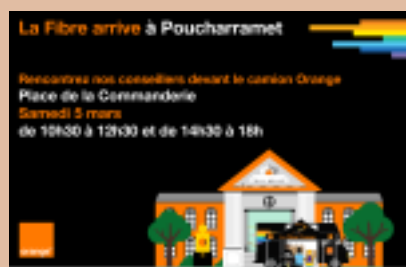 La Fibre arrive à Poucharramet
Rencontrez nos conseillers devant le camion Orange
Place de la Commanderie
Samedi 5 mars
de 10h30 à 12h30 et de 14h30 à 18h
orange